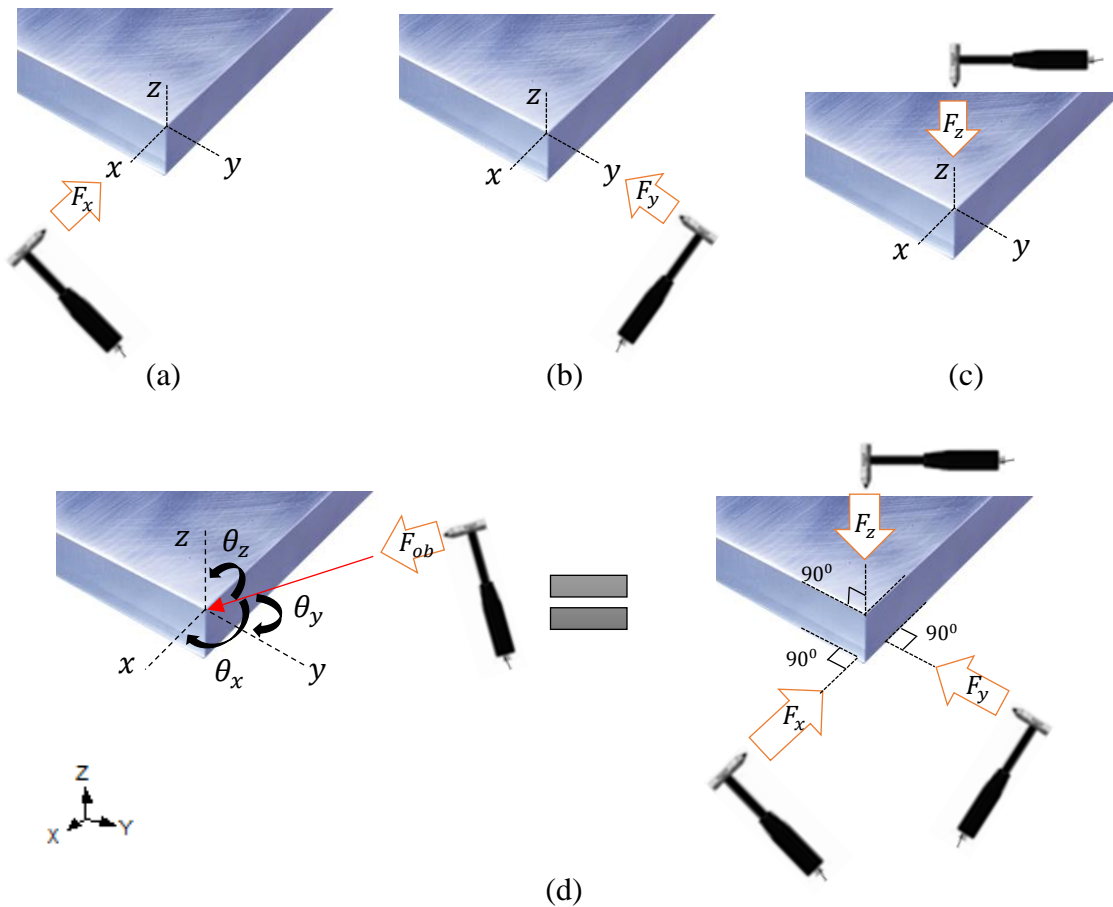 z
x
y
F_x
(a)
z
x
y
F_y
(b)
F_z
z
x
y
(c)
z
θ_z
F_ob
θ_y
x
θ_x
y
F_z
90⁰
90⁰
90⁰
F_x
F_y
Z
X
Y
(d)